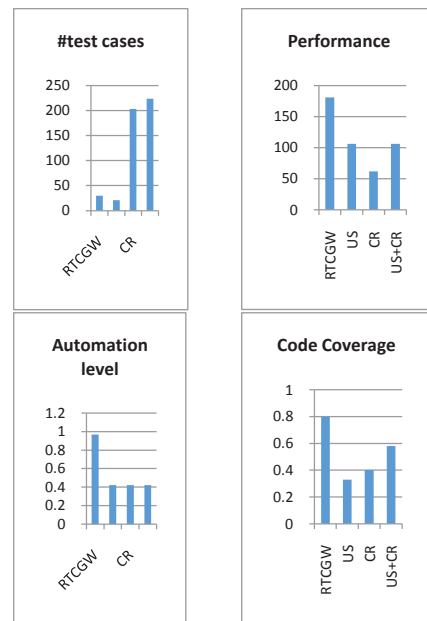 #test cases
250
200
150
100
50
0
RTCGW
CR
Performance
200
150
100
50
0
RTCGW
US
CR
US+CR
Automation
level
1.2
1
0.8
0.6
0.4
0.2
0
RTCGW
CR
Code Coverage
1
0.8
0.6
0.4
0.2
0
RTCGW
US
CR
US+CR